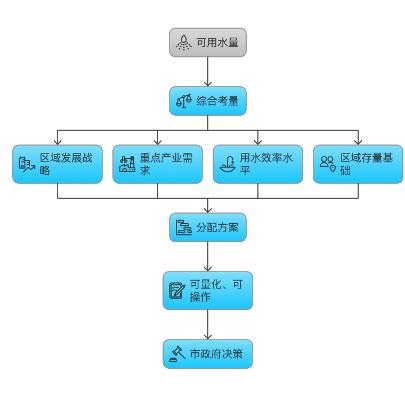 可用水量
综合考量
区域发展战
略
重点产业需
求
用水效率水
平
区域存量基
础
分配方案
可量化、可
操作
市政府决策